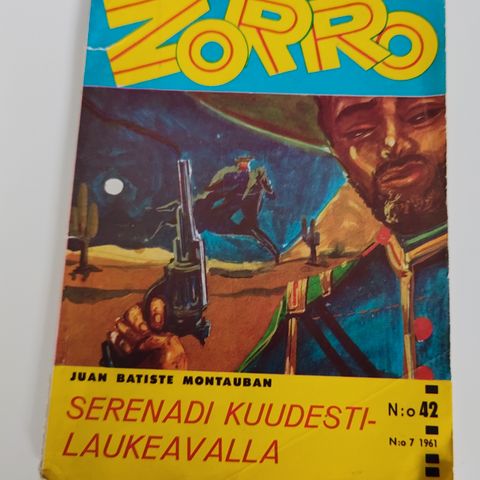 ZORRO
JUAN BATISTE MONTAUBAN
SERENADI KUUDESTI-
LAUKEAVALLA
N:o 42
N:o 7 1961